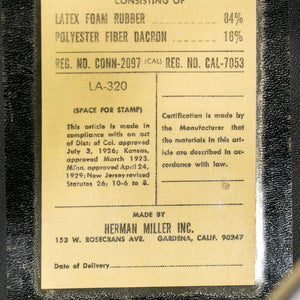 CONSISTING OF
LATEX FOAM RUBBER - - - - 84%
POLYESTER FIBER DACRON - - 16%
REG. NO. CONN-2097 (CAL) REG. NO. CAL-7053
LA-320
(SPACE FOR STAMP)
This article is made in
compliance with an act
of Dist: of Col. approved
July 3, 1926; Kansas,
approved March 1923.
Minn. approved April 24,
1929; New Jersey revised
Statutes 26; 10-6 to 8.
Certification is made by
the Manufacturer that
the materials in this article
are described in ac-
cordance with law.
MADE BY
HERMAN MILLER INC.
153 W. ROSECRANS AVE. GARDENA, CALIF. 90247
Date of Delivery